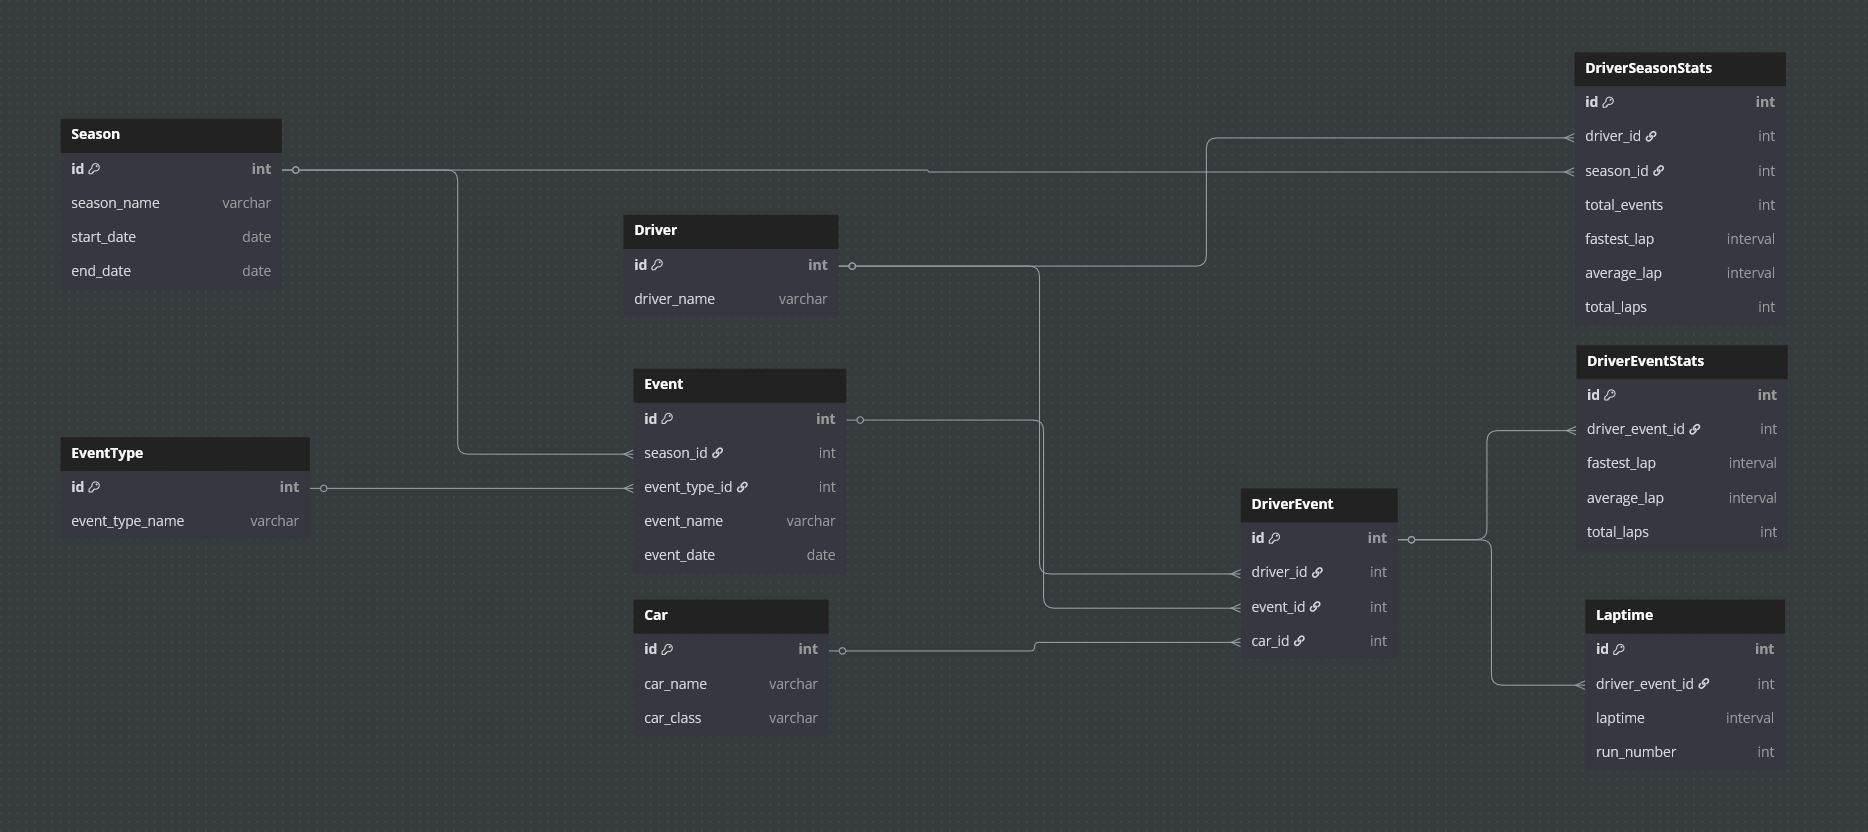 Season
id int
season_name varchar
start_date date
end_date date
EventType
id int
event_type_name varchar
Driver
id int
driver_name varchar
Event
id int
season_id int
event_type_id int
event_name varchar
event_date date
Car
id int
car_name varchar
car_class varchar
DriverEvent
id int
driver_id int
event_id int
car_id int
DriverSeasonStats
id int
driver_id int
season_id int
total_events int
fastest_lap interval
average_lap interval
total_laps int
DriverEventStats
id int
driver_event_id int
fastest_lap interval
average_lap interval
total_laps int
Laptime
id int
driver_event_id int
laptime interval
run_number int